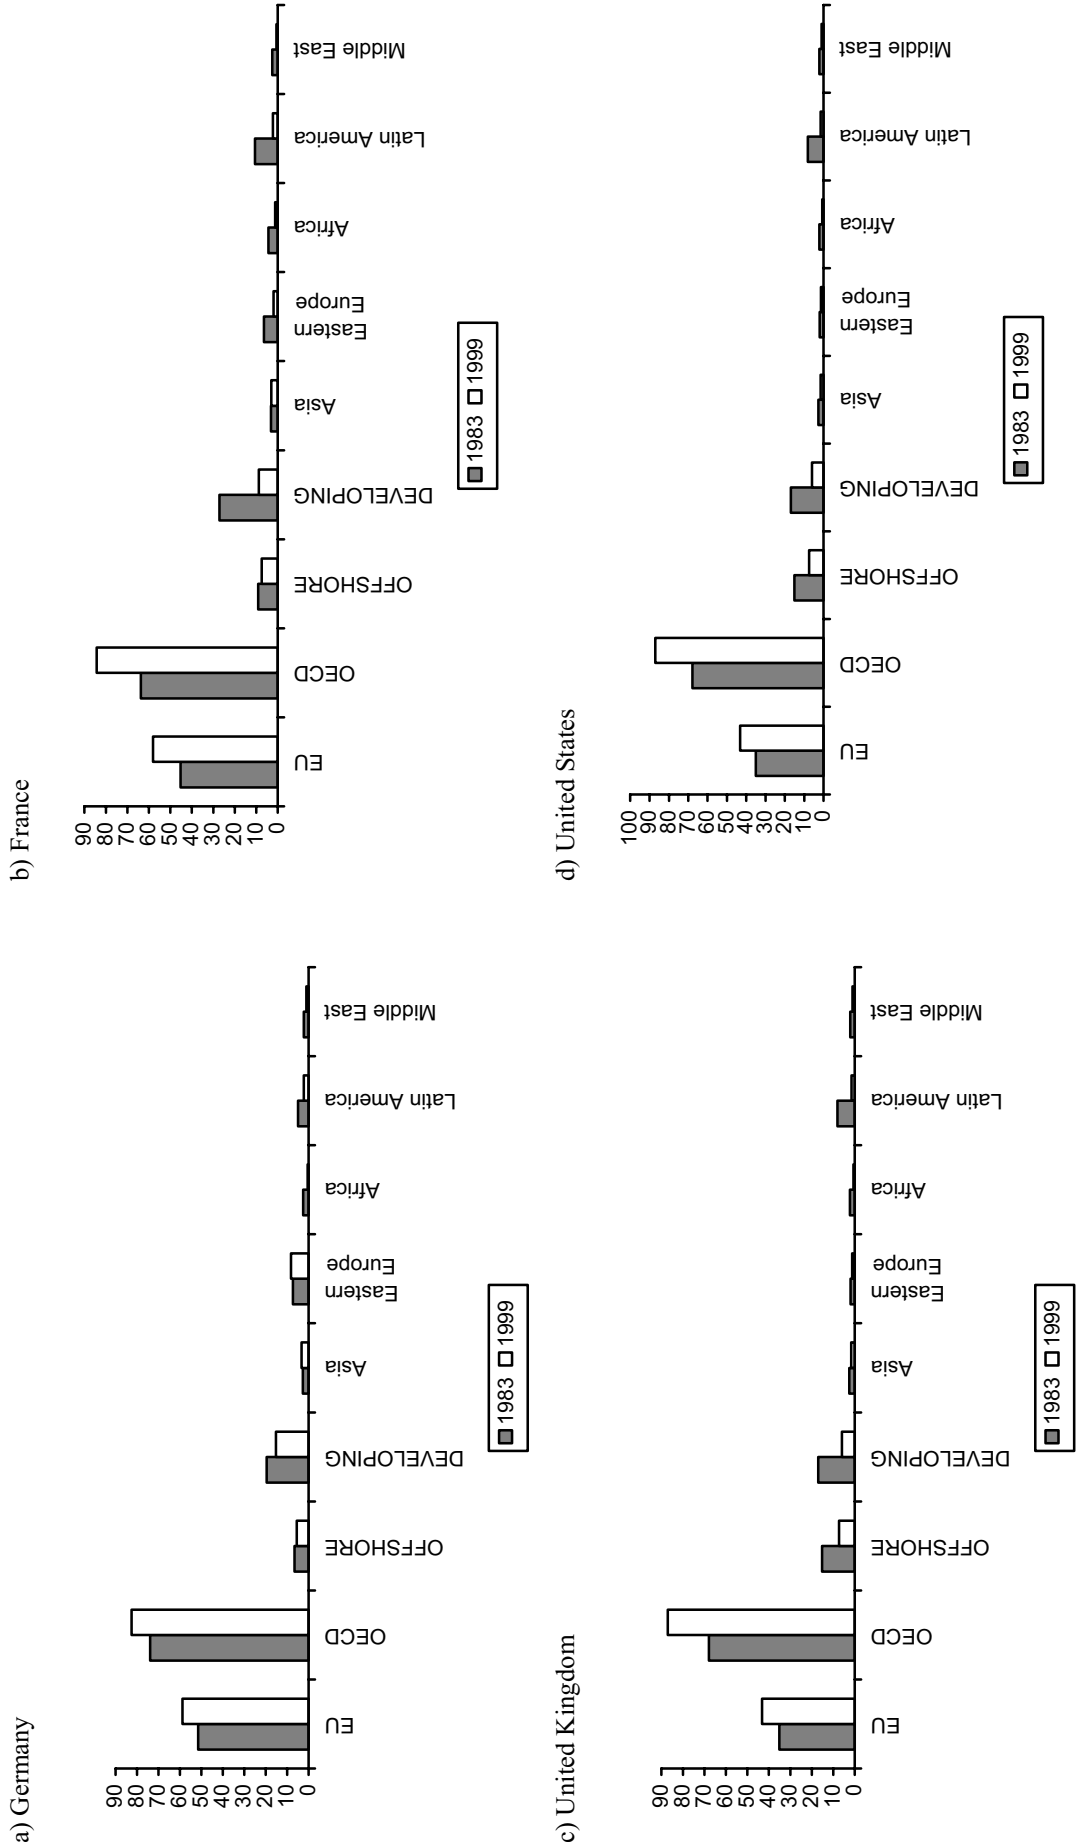 a) Germany
90
80
70
60
50
40
30
20
10
0
EU
OECD
OFFSHORE
DEVELOPING
Asia
Eastern
Europe
Africa
Latin America
Middle East
1983 1999
b) France
90
80
70
60
50
40
30
20
10
0
EU
OECD
OFFSHORE
DEVELOPING
Asia
Eastern
Europe
Africa
Latin America
Middle East
1983 1999
c) United Kingdom
90
80
70
60
50
40
30
20
10
0
EU
OECD
OFFSHORE
DEVELOPING
Asia
Eastern
Europe
Africa
Latin America
Middle East
1983 1999
d) United States
100
90
80
70
60
50
40
30
20
10
0
EU
OECD
OFFSHORE
DEVELOPING
Asia
Eastern
Europe
Africa
Latin America
Middle East
1983 1999